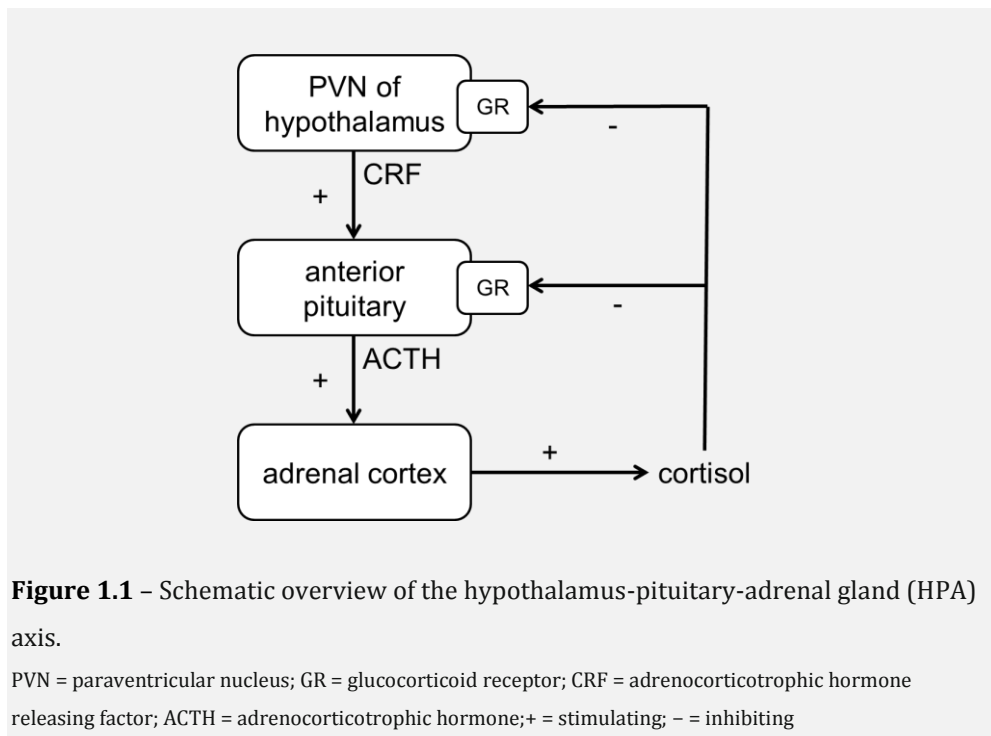 PVN of
hypothalamus
GR
-
CRF
+
anterior
pituitary
GR
-
ACTH
+
adrenal cortex
+
cortisol
Figure 1.1 – Schematic overview of the hypothalamus-pituitary-adrenal gland (HPA)
axis.
PVN = paraventricular nucleus; GR = glucocorticoid receptor; CRF = adrenocorticotrophic hormone
releasing factor; ACTH = adrenocorticotrophic hormone;+ = stimulating; − = inhibiting